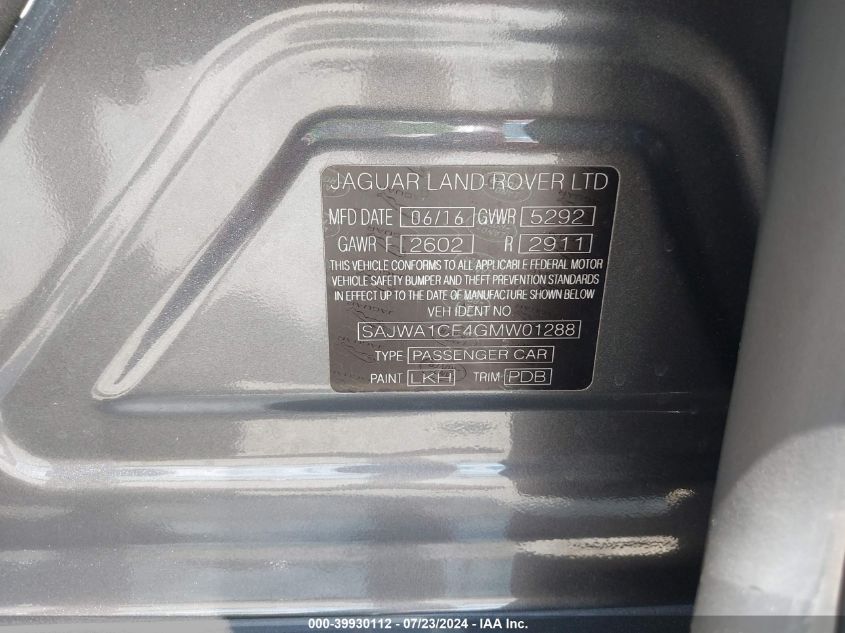 JAGUAR LAND ROVER LTD
MFD DATE 06/16 GVWR 5292
GAWR F 2602 R 2911
THIS VEHICLE CONFORMS TO ALL APPLICABLE FEDERAL MOTOR
VEHICLE SAFETY BUMPER AND THEFT PREVENTION STANDARDS
IN EFFECT UP TO THE DATE OF MANUFACTURE SHOWN BELOW
VEH IDENT NO
SAJWA1CE4GMW01288
TYPE PASSENGER CAR
PAINT LKH TRIM PDB
000-39930112 - 07/23/2024 - IAA Inc.